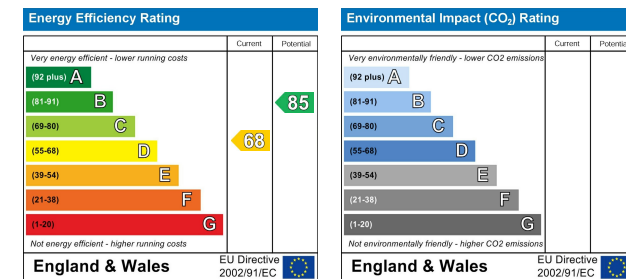 Energy Efficiency Rating
Current Potential
Very energy efficient - lower running costs
(92 plus) A
(81-91) B
(69-80) C
(55-68) D
(39-54) E
(21-38) F
(1-20) G
85
68
Not energy efficient - higher running costs
England & Wales
EU Directive
2002/91/EC
Environmental Impact (CO₂) Rating
Current Potential
Very environmentally friendly - lower CO2 emissions
(92 plus) A
(81-91) B
(69-80) C
(55-68) D
(39-54) E
(21-38) F
(1-20) G
Not environmentally friendly - higher CO2 emissions
England & Wales
EU Directive
2002/91/EC